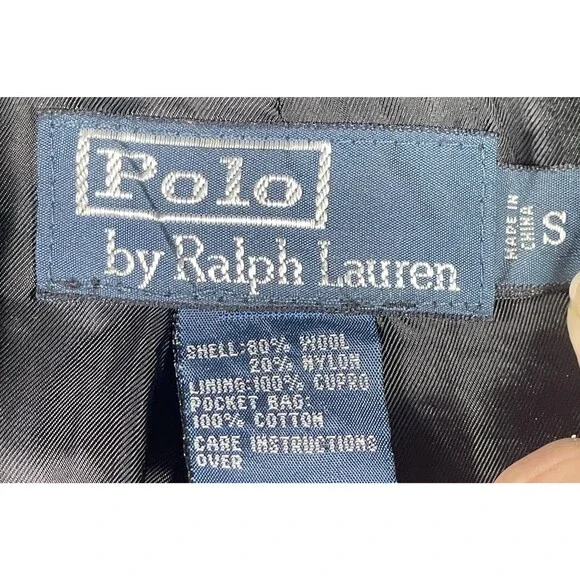 Polo
by Ralph Lauren
MADE IN
CHINA
S
SHELL:80% WOOL
20% NYLON
LINING:100% CUPRO
POCKET BAG:
100% COTTON
CARE INSTRUCTIONS
OVER